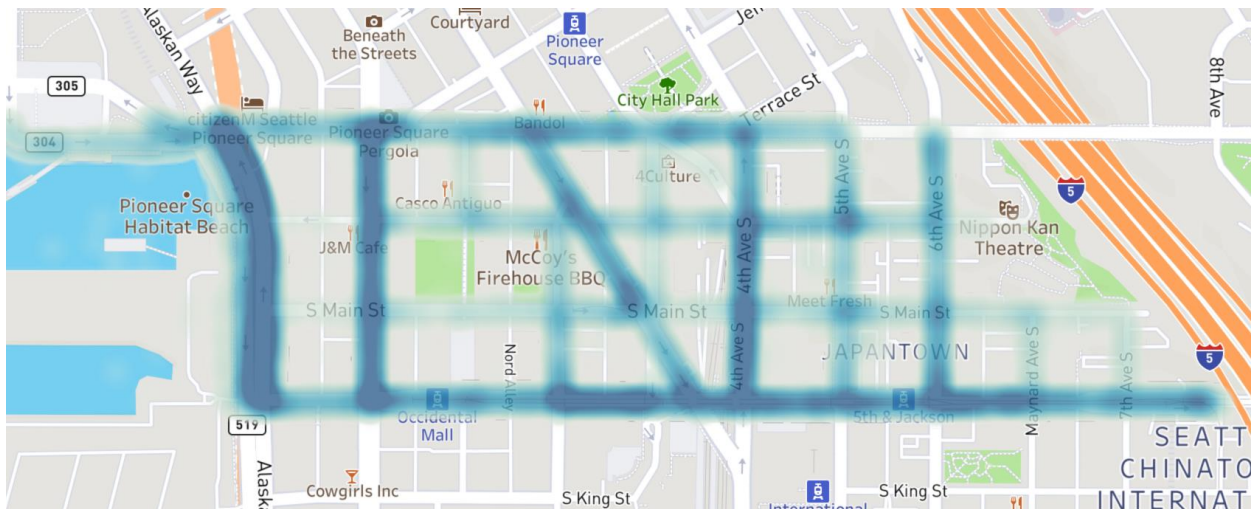 Alaskan Way
Beneath
the Streets
Courtyard
Pioneer
Square
Jef
8th Ave
305
City Hall Park
Terrace St
citizenM Seattle
Pioneer Square
Pioneer Square
Pergola
Bandol
304
4Culture
5th Ave S
6th Ave S
5
Pioneer Square
Habitat Beach
Casco Antiguo
J&M Cafe
McCoy's
Firehouse BBQ
4th Ave S
Nippon Kan
Theatre
S Main St
S Main St
Meet Fresh
S Main St
Nord Alley
4th Ave S
JAPANTOWN
Maynard Ave S
7th Ave S
5
519
Occidental
Mall
5th & Jackson
Alaska
SEATT
CHINATO
INTERNAT
Cowgirls Inc
S King St
International
S King St